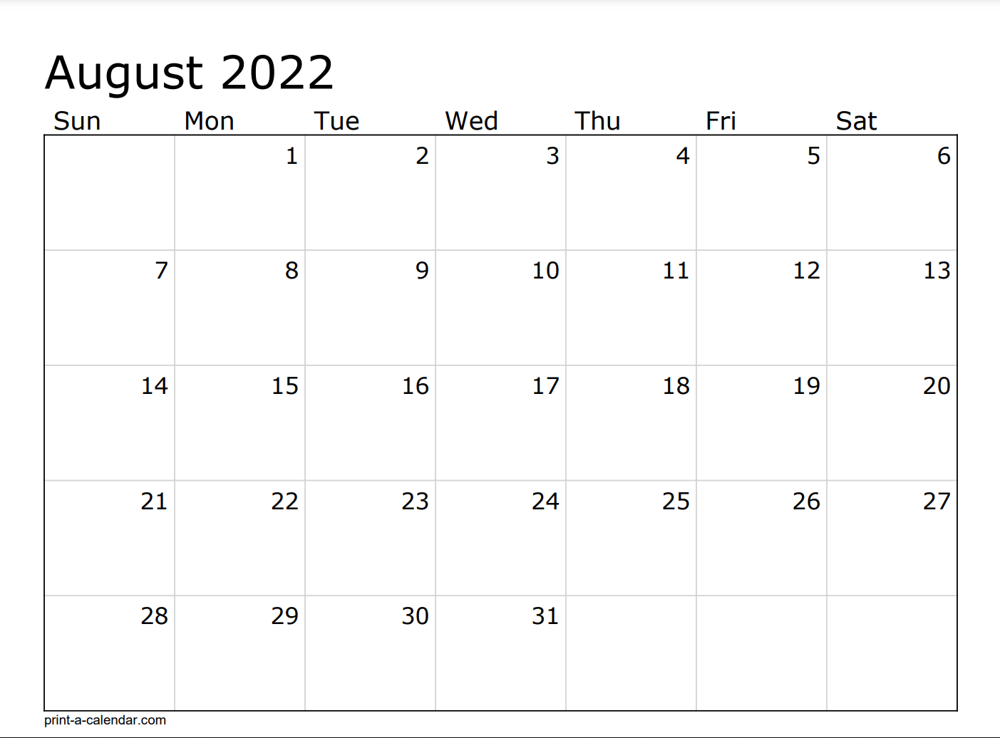 August 2022
Sun Mon Tue Wed Thu Fri Sat
1 2 3 4 5 6
7 8 9 10 11 12 13
14 15 16 17 18 19 20
21 22 23 24 25 26 27
28 29 30 31
print-a-calendar.com